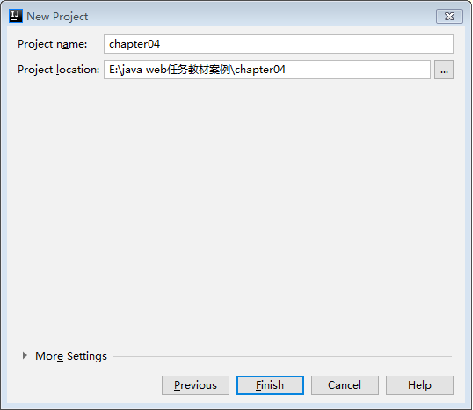 New Project
Project name: chapter04
Project location: E:\java web任务教材案例\chapter04 ...
More Settings
Previous Finish Cancel Help